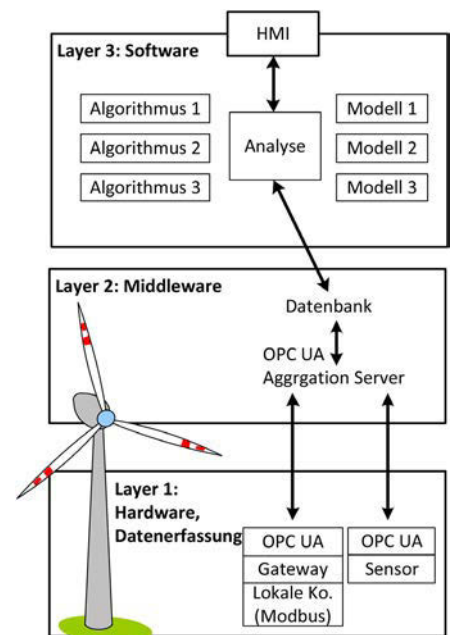 HMI
Layer 3: Software
Algorithmus 1
Algorithmus 2
Algorithmus 3
Analyse
Modell 1
Modell 2
Modell 3
Layer 2: Middleware
Datenbank
OPC UA
Aggrgation Server
Layer 1:
Hardware,
Datenerfassung
OPC UA
Gateway
Lokale Ko.
(Modbus)
OPC UA
Sensor